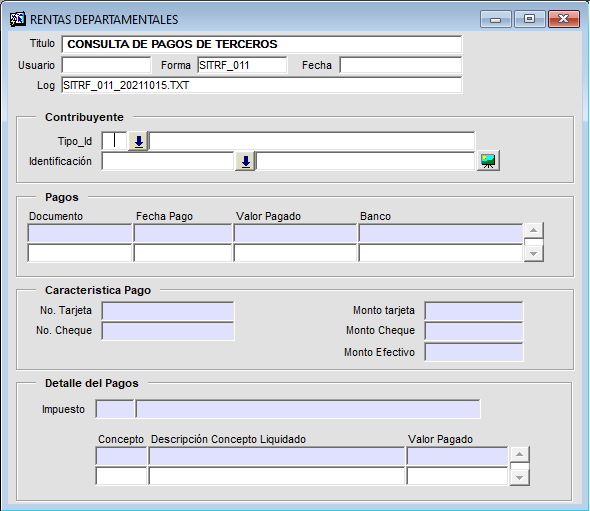 RENTAS DEPARTAMENTALES
Titulo CONSULTA DE PAGOS DE TERCEROS
Usuario Forma SITRF_011 Fecha
Log SITRF_011_20211015.TXT
Contribuyente
Tipo_Id
Identificación
Pagos
Documento Fecha Pago Valor Pagado Banco
Caracteristica Pago
No. Tarjeta Monto tarjeta
No. Cheque Monto Cheque
Monto Efectivo
Detalle del Pagos
Impuesto
Concepto Descripción Concepto Liquidado Valor Pagado